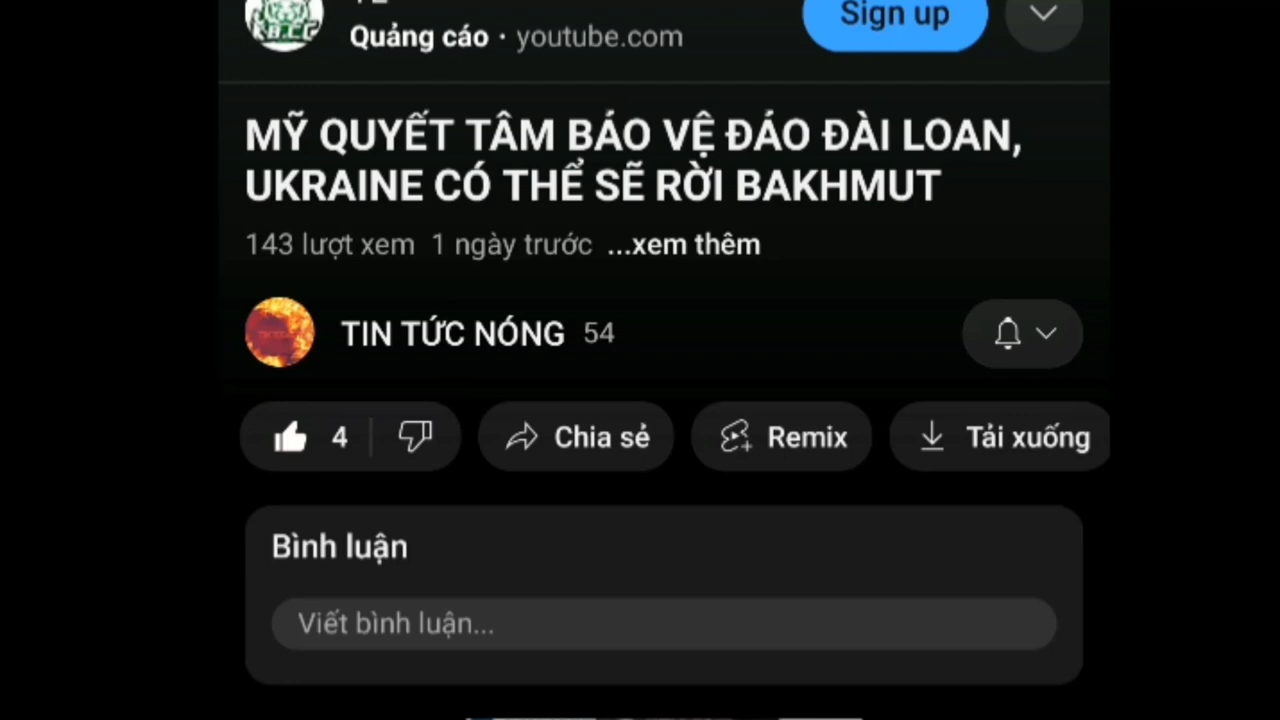 Quảng cáo · youtube.com
Sign up
MỸ QUYẾT TÂM BẢO VỆ ĐẢO ĐÀI LOAN,
UKRAINE CÓ THỂ SẼ RỜI BAKHMUT
143 lượt xem 1 ngày trước ...xem thêm
TIN TỨC NÓNG 54
4 Chia sẻ Remix Tải xuống
Bình luận
Viết bình luận...